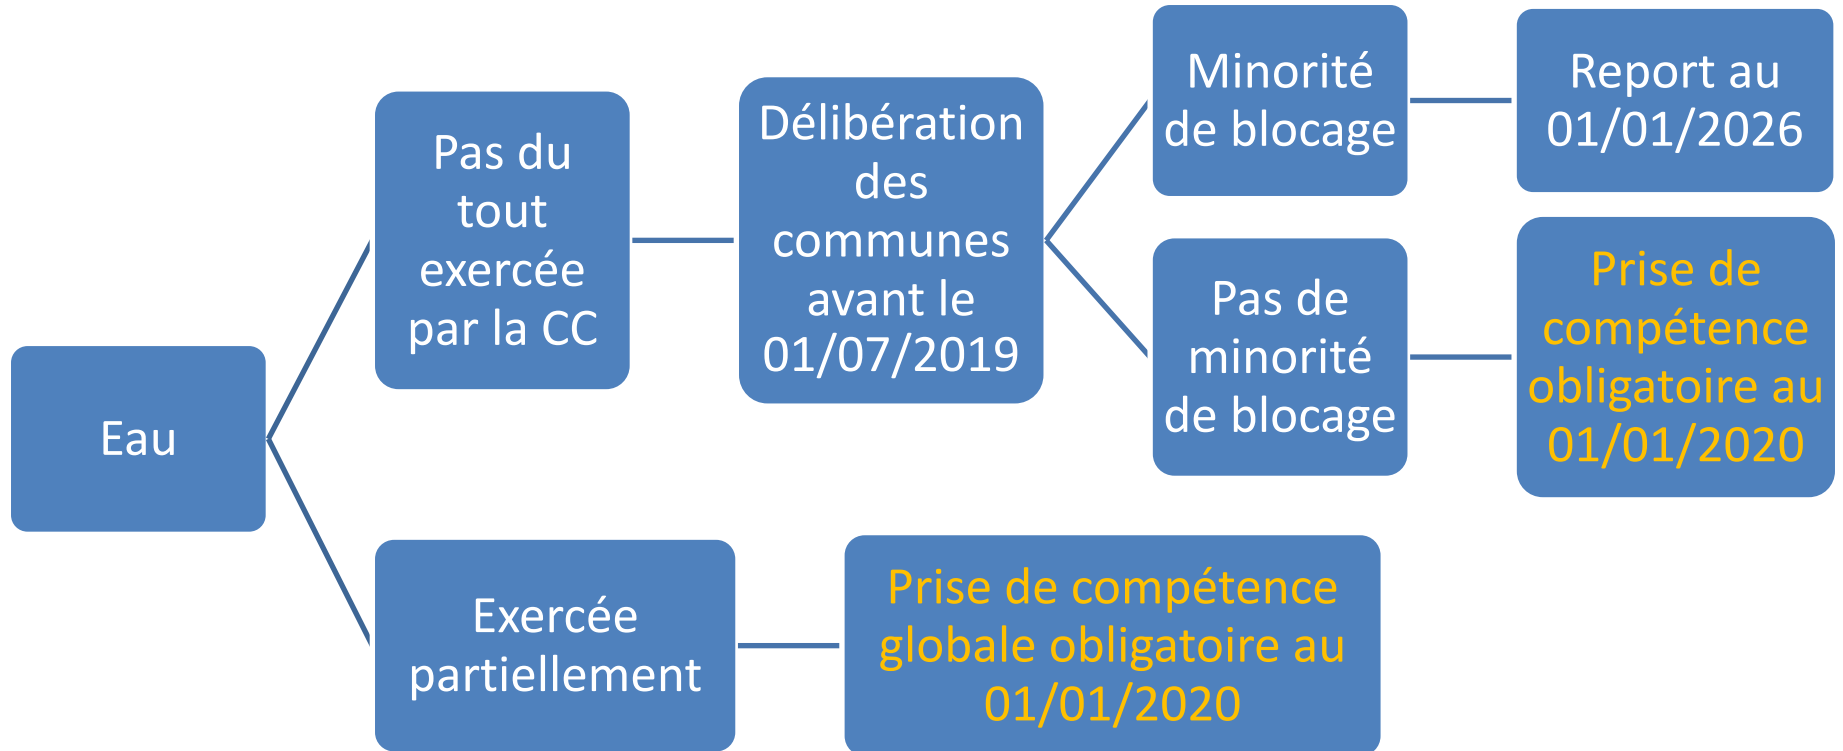 Eau
Pas du
tout
exercée
par la CC
Délibération
des
communes
avant le
01/07/2019
Minorité
de blocage
Report au
01/01/2026
Pas de
minorité
de blocage
Prise de
compétence
obligatoire au
01/01/2020
Exercée
partiellement
Prise de compétence
globale obligatoire au
01/01/2020